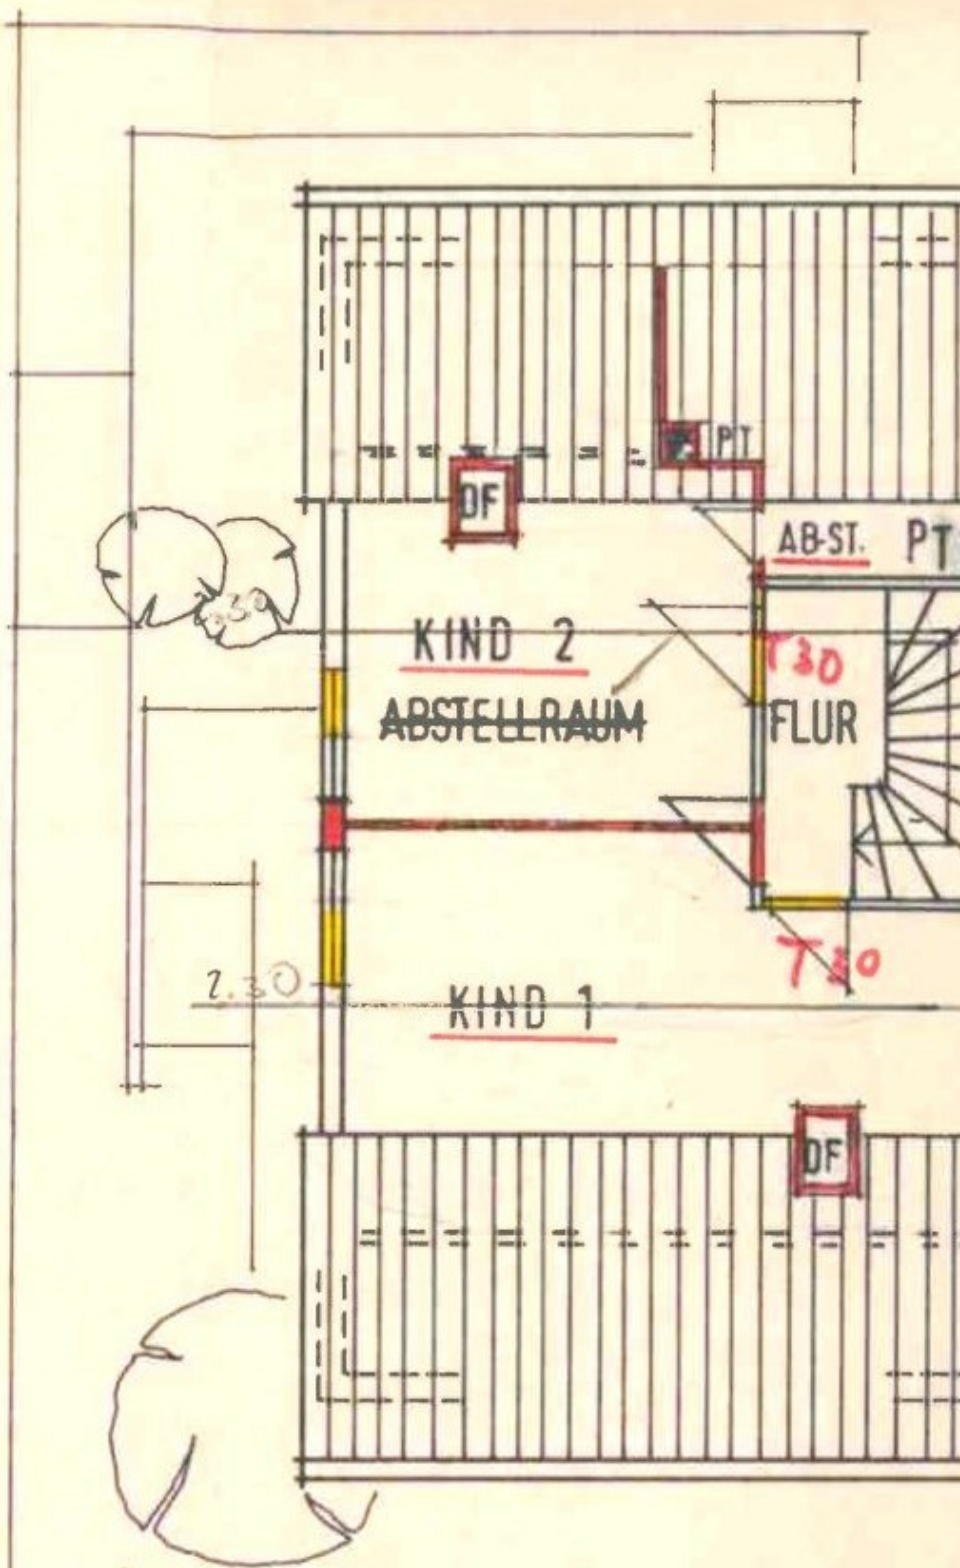 PT
DF
AB-ST. PT
KIND 2
T30
ABSTELLRAUM
FLUR
T30
2.30
KIND 1
DF